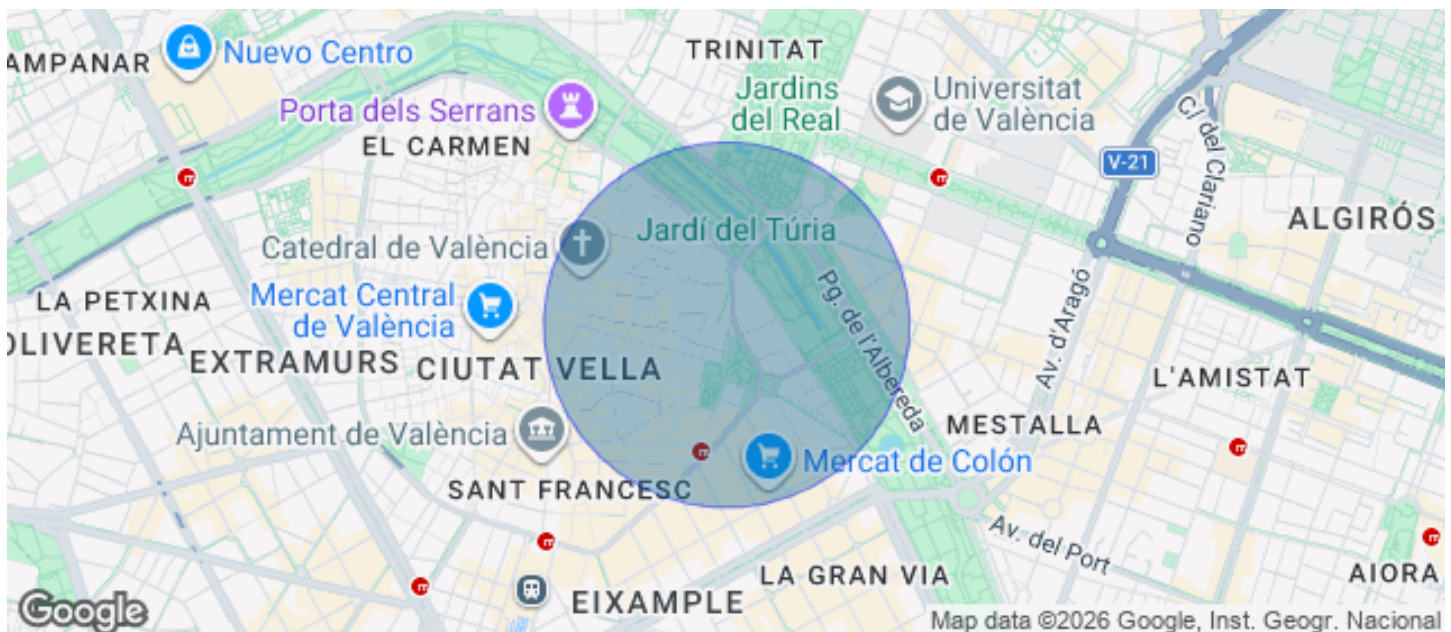 TRINITAT
AMPANAR
Nuevo Centro
Jardins
del Real
Universitat
de València
Porta dels Serrans
EL CARMEN
V-21
C/ del Clariano
ALGIRÓS
Jardí del Túria
Catedral de València
LA PETXINA
Mercat Central
de València
Pg. de l'Albereda
Av. d'Aragó
OLIVERETA
EXTRAMURS
CIUTAT VELLA
L'AMISTAT
Ajuntament de València
MESTALLA
Mercat de Colón
SANT FRANCESC
Av. del Port
LA GRAN VIA
AIORA
EIXAMPLE
Google
Map data ©2026 Google, Inst. Geogr. Nacional